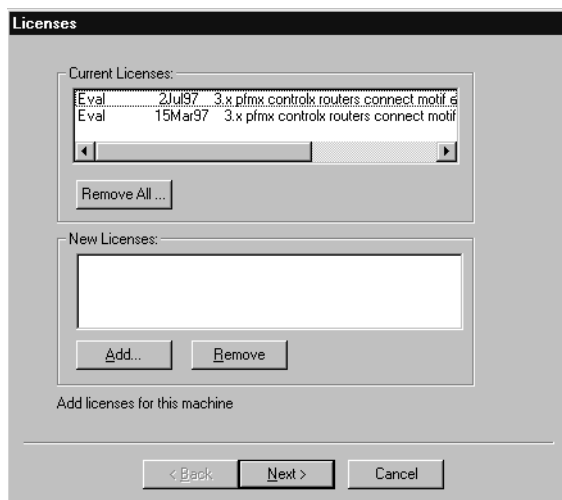 Licenses
Current Licenses:
Eval 2Jul97 3.x pfmx controlx routers connect motif
Eval 15Mar97 3.x pfmx controlx routers connect motif
Remove All ...
New Licenses:
Add...
Remove
Add licenses for this machine
< Back
Next >
Cancel